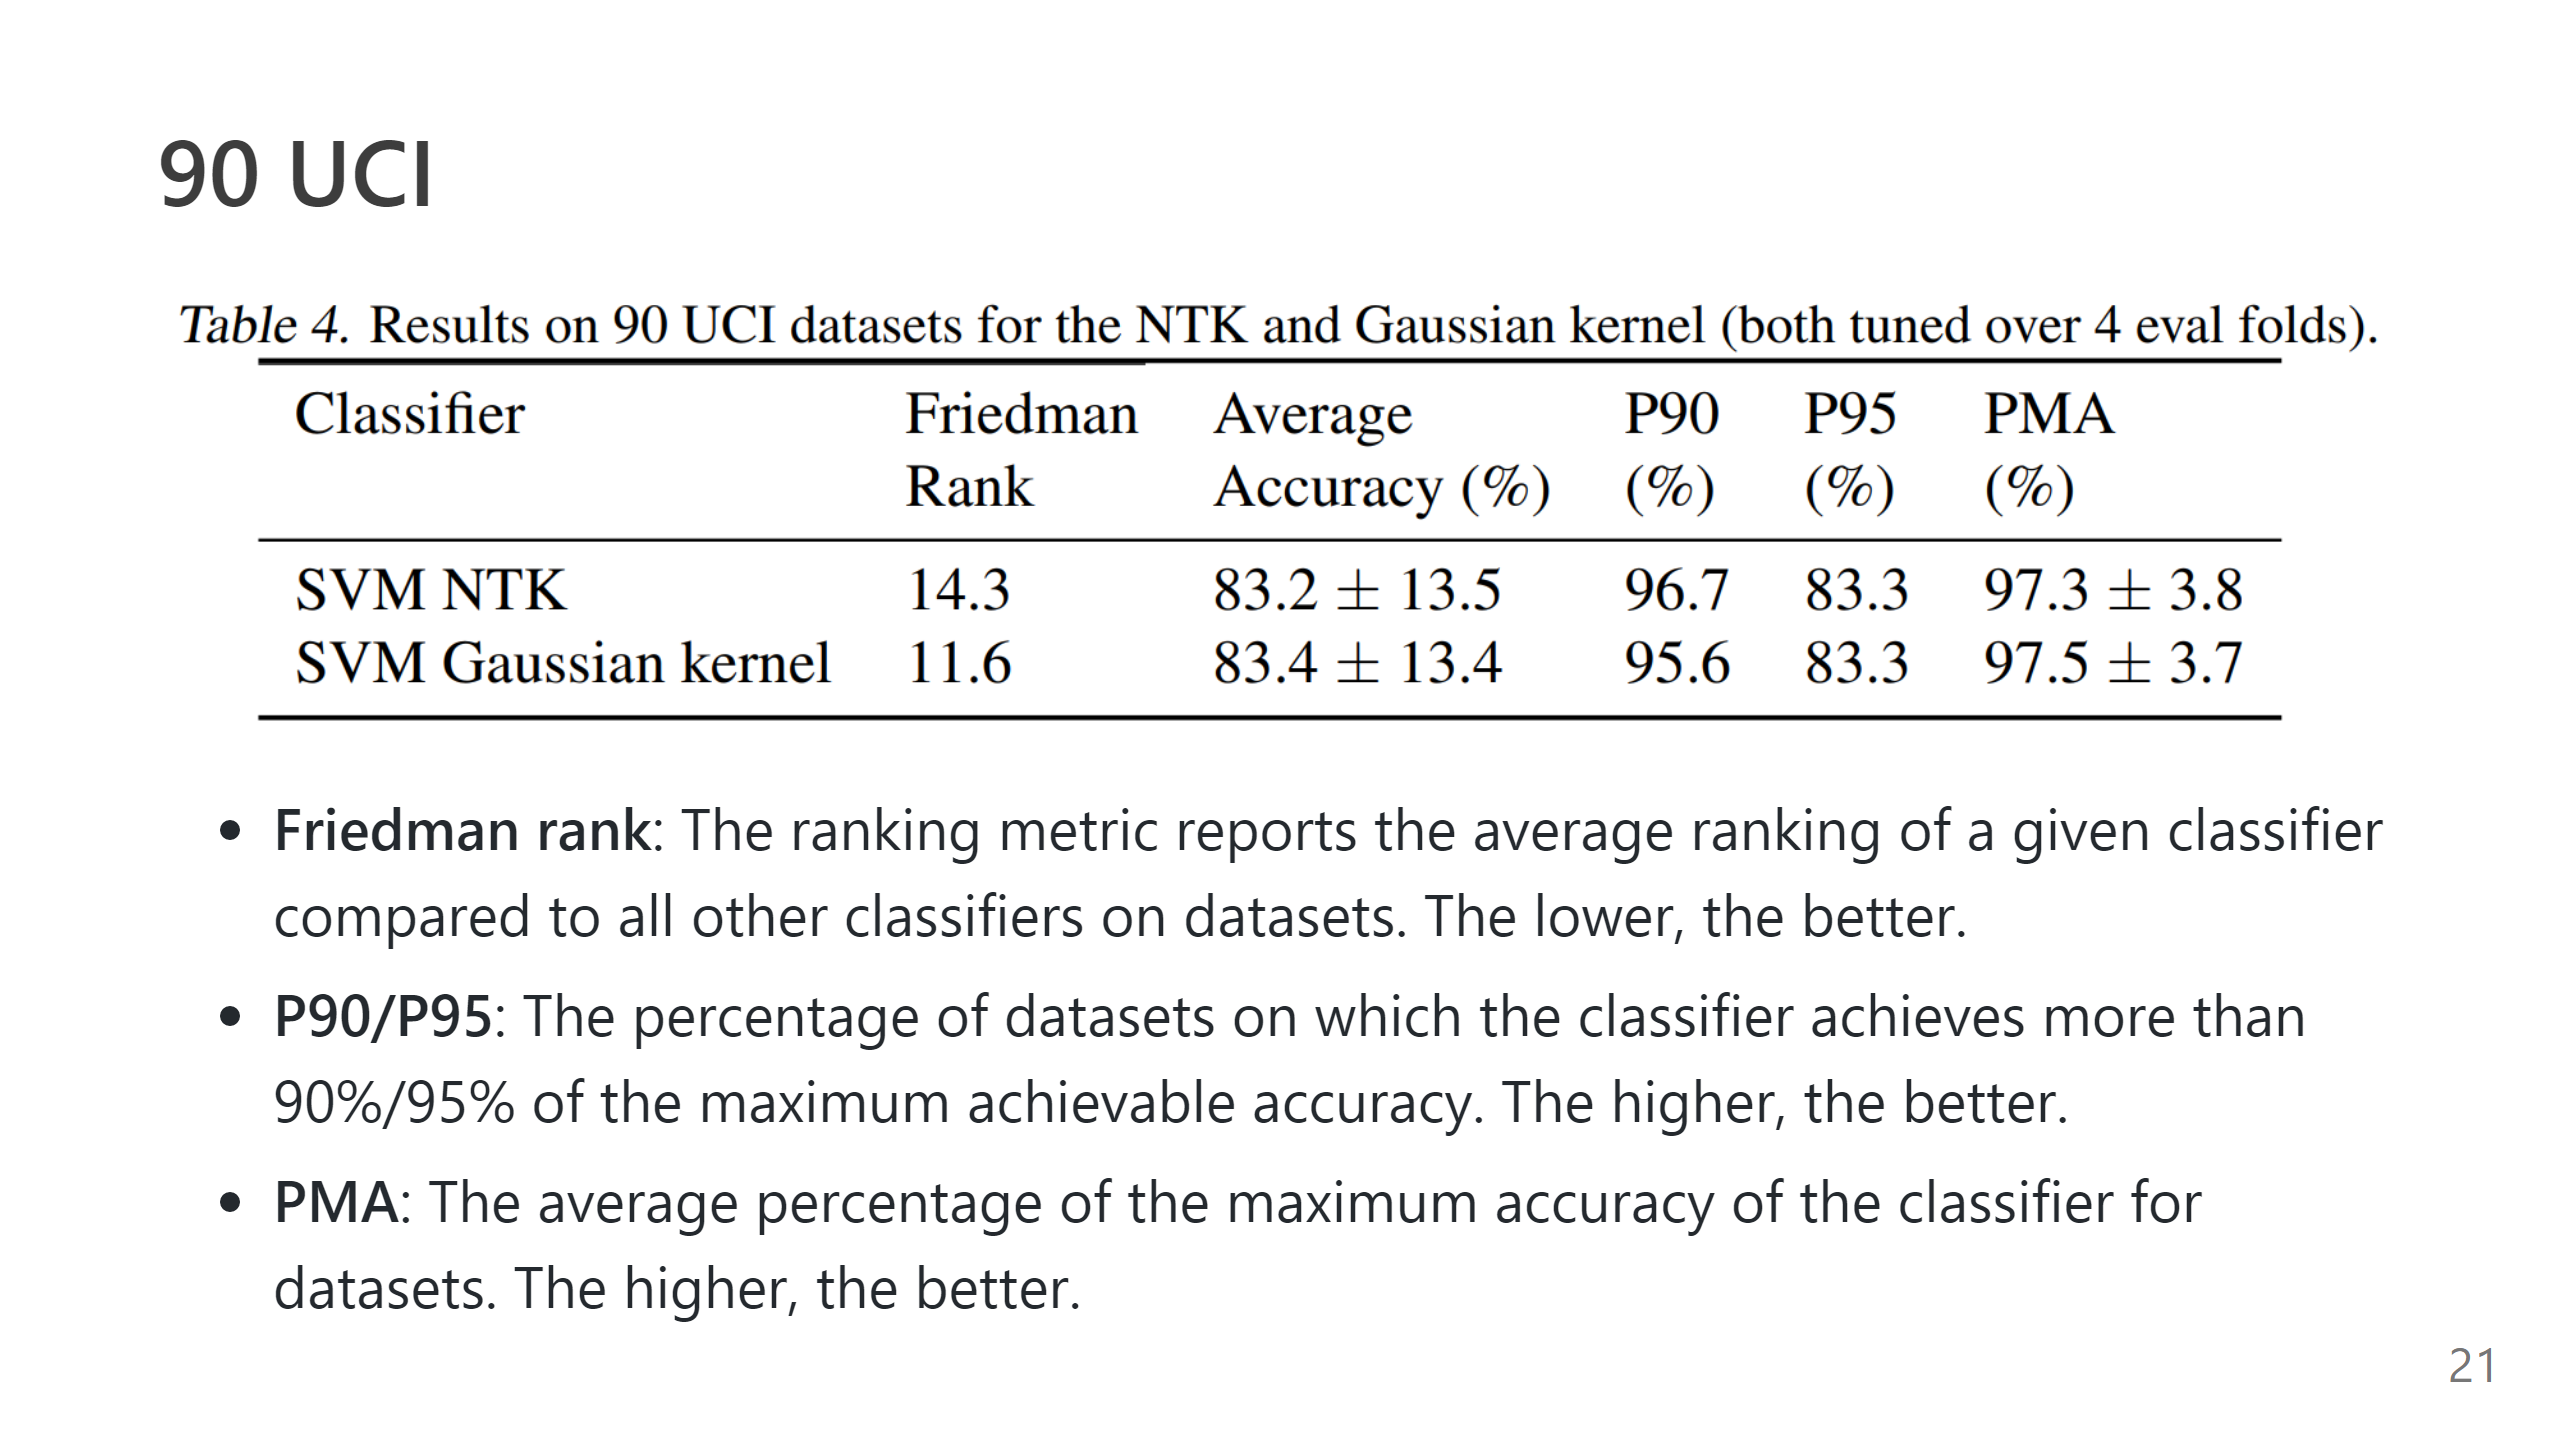 90 UCI
Table 4. Results on 90 UCI datasets for the NTK and Gaussian kernel (both tuned over 4 eval folds).
Classifier Friedman Average P90 P95 PMA
Rank Accuracy (%) (%) (%) (%)
SVM NTK 14.3 83.2 ± 13.5 96.7 83.3 97.3 ± 3.8
SVM Gaussian kernel 11.6 83.4 ± 13.4 95.6 83.3 97.5 ± 3.7
• Friedman rank: The ranking metric reports the average ranking of a given classifier
compared to all other classifiers on datasets. The lower, the better.
• P90/P95: The percentage of datasets on which the classifier achieves more than
90%/95% of the maximum achievable accuracy. The higher, the better.
• PMA: The average percentage of the maximum accuracy of the classifier for
datasets. The higher, the better.
21